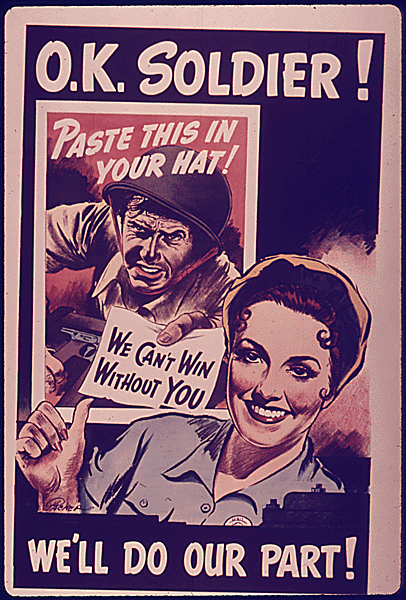 O.K. SOLDIER!
PASTE THIS IN
YOUR HAT!
WE CAN'T WIN
WITHOUT YOU
WE'LL DO OUR PART!